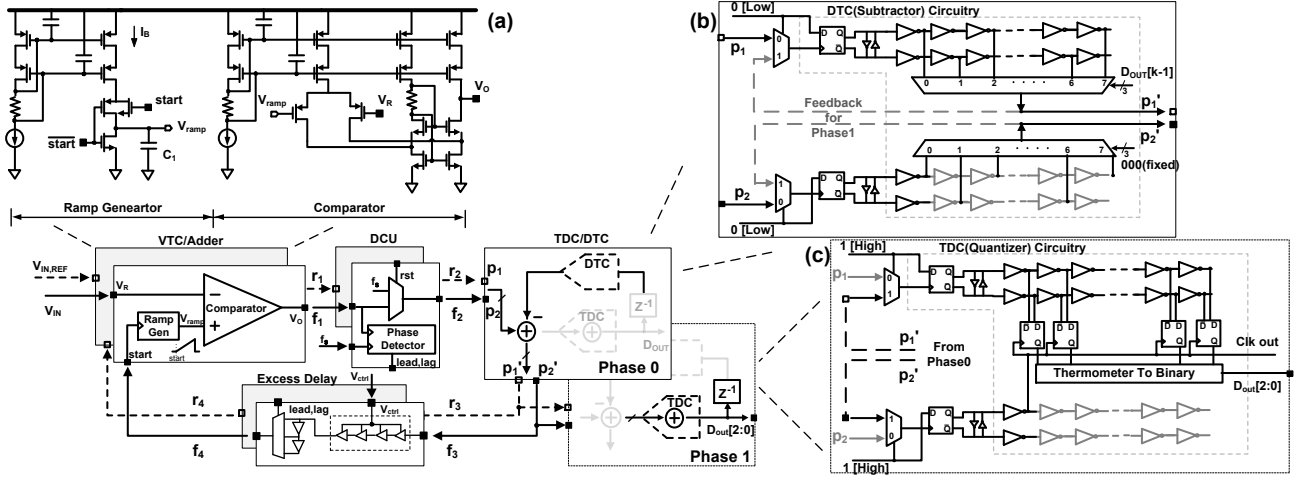 (a)
I_B
start
start
V_ramp
C_1
V_ramp
V_R
V_O
Ramp Geneartor
Comparator
(b)
DTC(Subtractor) Circuitry
0 [Low]
p_1
0
1
D Q
Q
0 1 2 · · · · · 6 7
D_OUT[k-1]
3
Feedback
for
Phase1
p_1'
p_2'
0 1 2 · · · · · 6 7
3
000(fixed)
p_2
1
0
D Q
Q
0 [Low]
VTC/Adder
DCU
TDC/DTC
V_IN,REF
V_IN
V_R
Comparator
Ramp
Gen
V_ramp
start
start
V_O
r_1
f_1
rst
f_s
f_s
Phase
Detector
lead,lag
r_2
f_2
p_1
p_2
DTC
Z^-1
TDC
D_OUT
p_1'
p_2'
Phase 0
Excess Delay
V_ctrl
lead,lag
V_ctrl
r_4
f_4
r_3
f_3
TDC
Z^-1
D_out[2:0]
Phase 1
(c)
1 [High]
TDC(Quantizer) Circuitry
p_1
0
1
D Q
Q
D D
Q Q
D D
Q Q
From
Phase0
p_1'
p_2'
Clk out
Thermometer To Binary
D_out[2:0]
p_2
1
0
D Q
Q
1 [High]